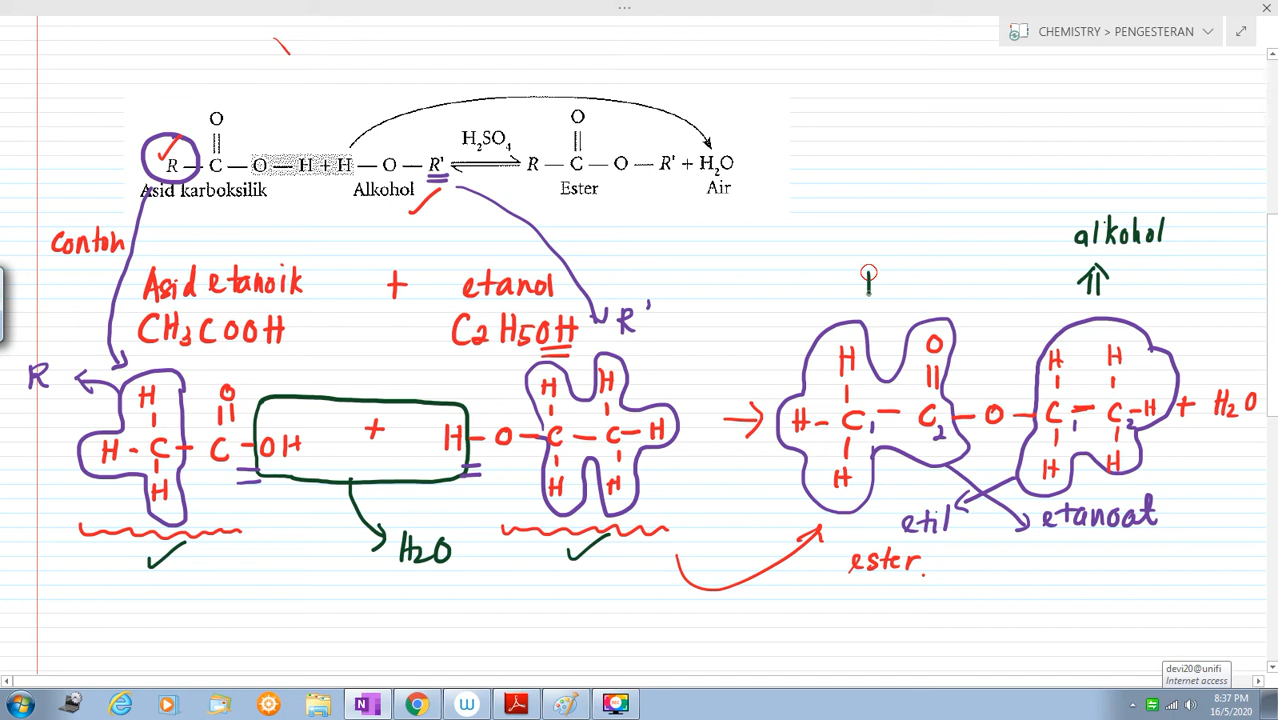 CHEMISTRY > PENGESTERAN
O
O
H2SO4
R — C — O — H + H — O — R' R — C — O — R' + H2O
Asid karboksilik Alkohol Ester Air
alkohol
contoh
Asid etanoik + etanol
CH3COOH C2H5OH R'
R
H O H H H O H H
H - C - C OH + H - O - C - C - H → H - C1 - C2 - O - C1 - C2 - H + H2O
H H H H H H
etil etanoat
H2O ester.
devi20@unifi
Internet access
8:37 PM
16/5/2020